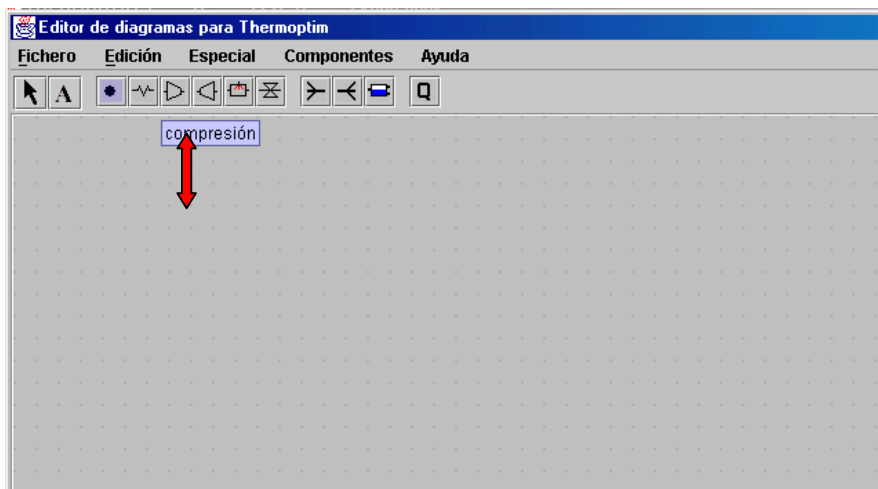 Editor de diagramas para Thermoptim
Fichero Edición Especial Componentes Ayuda
A Q
compresión